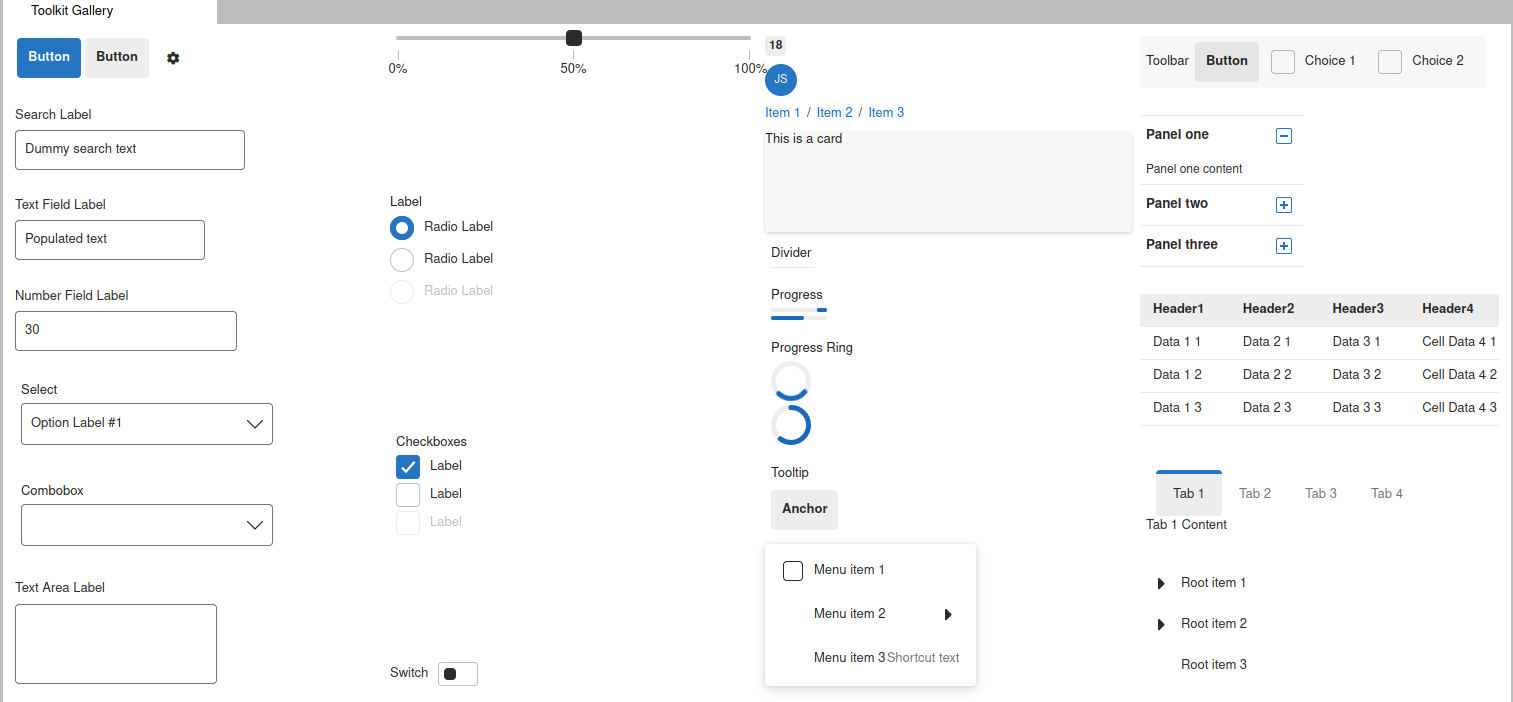 Toolkit Gallery
Button Button
Search Label
Dummy search text
Text Field Label
Populated text
Number Field Label
30
Select
Option Label #1
Combobox
Text Area Label
0% 50% 100%
Label
Radio Label
Radio Label
Radio Label
Checkboxes
Label
Label
Label
Switch
18
JS
Item 1 / Item 2 / Item 3
This is a card
Divider
Progress
Progress Ring
Tooltip
Anchor
Menu item 1
Menu item 2
Menu item 3 Shortcut text
Toolbar Button Choice 1 Choice 2
Panel one
Panel one content
Panel two
Panel three
Header1 Header2 Header3 Header4
Data 1 1 Data 2 1 Data 3 1 Cell Data 4 1
Data 1 2 Data 2 2 Data 3 2 Cell Data 4 2
Data 1 3 Data 2 3 Data 3 3 Cell Data 4 3
Tab 1 Tab 2 Tab 3 Tab 4
Tab 1 Content
Root item 1
Root item 2
Root item 3